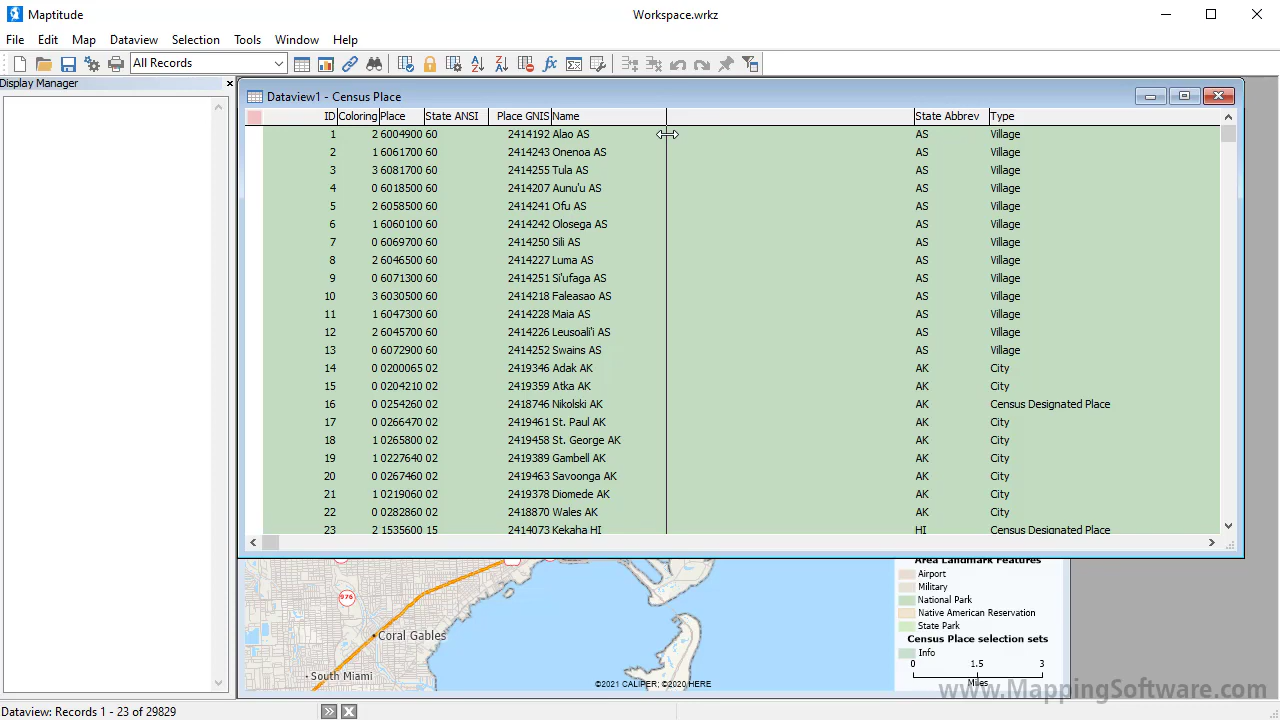 Maptitude
Workspace.wrkz
File Edit Map Dataview Selection Tools Window Help
All Records
Display Manager
Dataview1 - Census Place
ID Coloring Place State ANSI Place GNIS Name State Abbrev Type
1 2 6004900 60 2414192 Alao AS AS Village
2 1 6061700 60 2414243 Onenoa AS AS Village
3 3 6081700 60 2414255 Tula AS AS Village
4 0 6018500 60 2414207 Aunu'u AS AS Village
5 2 6058500 60 2414241 Ofu AS AS Village
6 1 6060100 60 2414242 Olosega AS AS Village
7 0 6069700 60 2414250 Sili AS AS Village
8 2 6046500 60 2414227 Luma AS AS Village
9 0 6071300 60 2414251 Si'ufaga AS AS Village
10 3 6030500 60 2414218 Faleasao AS AS Village
11 1 6047300 60 2414228 Maia AS AS Village
12 2 6045700 60 2414226 Leusoali'i AS AS Village
13 0 6072900 60 2414252 Swains AS AS Village
14 0 0200065 02 2419346 Adak AK AK City
15 0 0204210 02 2419359 Atka AK AK City
16 0 0254260 02 2418746 Nikolski AK AK Census Designated Place
17 0 0266470 02 2419461 St. Paul AK AK City
18 1 0265800 02 2419458 St. George AK AK City
19 1 0227640 02 2419389 Gambell AK AK City
20 0 0267460 02 2419463 Savoonga AK AK City
21 1 0219060 02 2419378 Diomede AK AK City
22 0 0282860 02 2418870 Wales AK AK City
23 2 1535600 15 2414073 Kekaha HI HI Census Designated Place
Area Landmark Features
Airport
Military
National Park
Native American Reservation
State Park
Census Place selection sets
Info
0 1.5 3
Miles
976
Coral Gables
South Miami
©2021 CALIPER; ©2020 HERE
www.MappingSoftware.com
Dataview: Records 1 - 23 of 29829